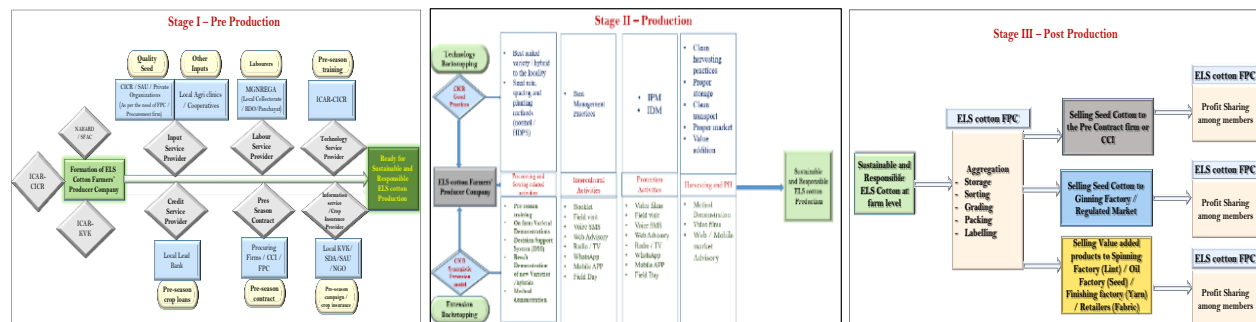 Stage I – Pre Production
Quality
Seed
Other
Inputs
Labourers
Pre-season
training
CICR / SAU / Private
Organizations
(As per the need of FPC /
Procurement firm)
Local Agri clinics
/ Cooperatives
MGNREGA
(Local Collectorate
/ BDO/Panchayat)
ICAR-CICR
NABARD
/ SFAC
Input
Service
Provider
Labour
Service
Provider
Technology
Service
Provider
ICAR-
CICR
Formation of ELS
Cotton Farmers'
Producer Company
Ready for
Sustainable and
Responsible
ELS cotton
Production
ICAR-
KVK
Credit
Service
Provider
Pres
Season
Contract
Information service
/ Crop
Insurance
Provider
Local Lead
Bank
Procuring
Firms / CCI /
FPC
Local KVK/
SDA/SAU
/NGO
Pre-season
crop loans
Pre-season
contract
Pre-season
campaign /
crop insurance
Stage II – Production
Technology
Backstopping
CICR
Good
Practices
Best suited
variety / hybrid
to the locality
Seed rate,
spacing and
planting
methods
(normal /
HDPS)
Best
Management
practices
IPM
IDM
Clean
harvesting
practices
Proper
storage
Clean
transport
Proper market
Value
addition
ELS cotton Farmers'
Producer Company
Sowing related
activities
Intercultural
Activities
Protection
Activities
Harvesting and PH
Sustainable
and Responsible
ELS cotton
Production
Pre season
training
On-farm Varietal
Demonstrations
Decision Support
System (DSS)
Result
Demonstration
of new Varieties
/ hybrids
Method
Demonstration
Booklet
Field visit
Voice SMS
Web Advisory
Radio / TV
WhatsApp
Mobile APP
Field Day
Video films
Field visit
Voice SMS
Web Advisory
Radio / TV
WhatsApp
Mobile APP
Field Day
Method
Demonstration
Video films
Web / Mobile
market
Advisory
CICR
Extension
model
Extension
Backstopping
Stage III – Post Production
Sustainable and
Responsible
ELS Cotton at
farm level
ELS cotton FPC
Aggregation
- Storage
- Sorting
- Grading
- Packing
- Labelling
Selling Seed Cotton to
the Pre Contract firm or
CCI
ELS cotton FPC
Profit Sharing
among members
Selling Seed Cotton to
Ginning Factory /
Regulated Market
ELS cotton FPC
Profit Sharing
among members
Selling Value added
products to Spinning
Factory (Lint) / Oil
Factory (Seed) /
Finishing factory (Yarn)
/ Retailers (Fabric)
ELS cotton FPC
Profit Sharing
among members